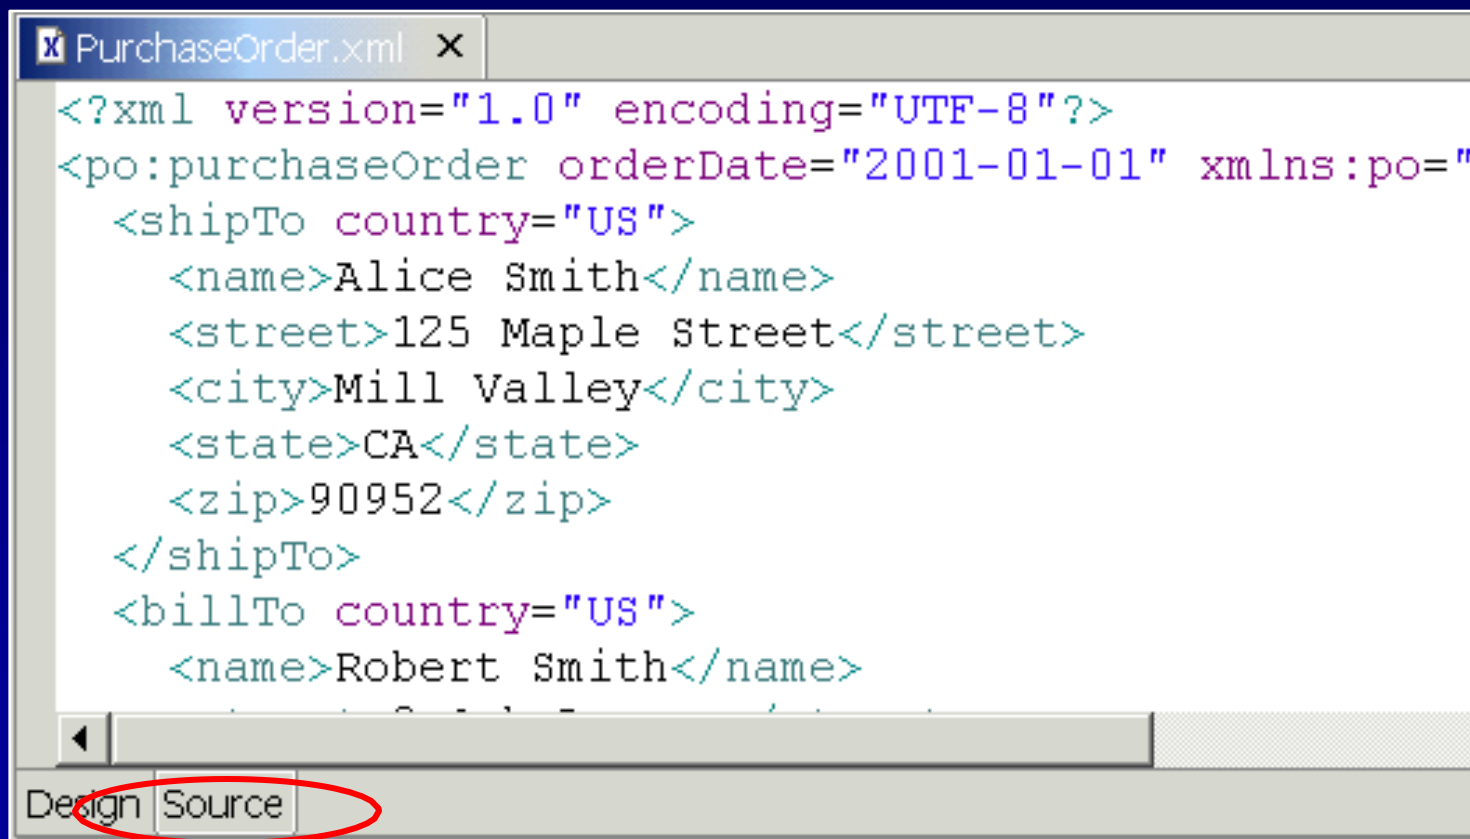 PurchaseOrder.xml
<?xml version="1.0" encoding="UTF-8"?>
<po:purchaseOrder orderDate="2001-01-01" xmlns:po="
<shipTo country="US">
<name>Alice Smith</name>
<street>125 Maple Street</street>
<city>Mill Valley</city>
<state>CA</state>
<zip>90952</zip>
</shipTo>
<billTo country="US">
<name>Robert Smith</name>
Design Source